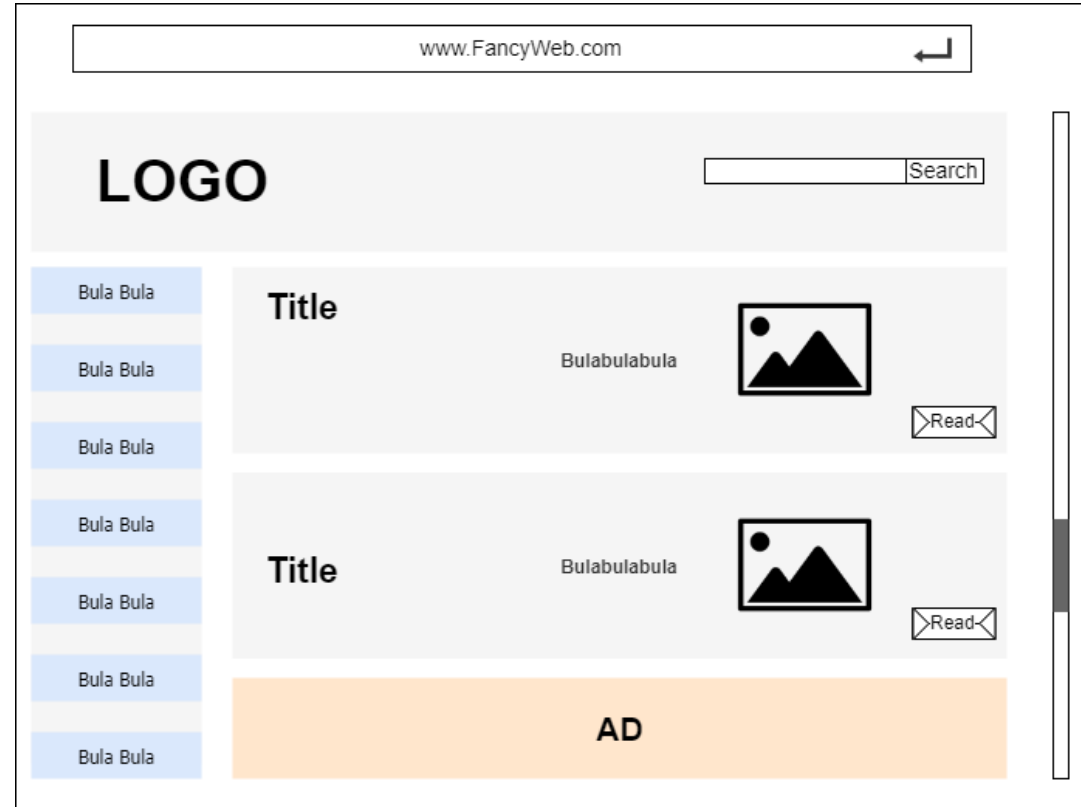 www.FancyWeb.com
LOGO
Search
Bula Bula
Bula Bula
Bula Bula
Bula Bula
Bula Bula
Bula Bula
Bula Bula
Title
Bulabulabula
Read
Title
Bulabulabula
Read
AD